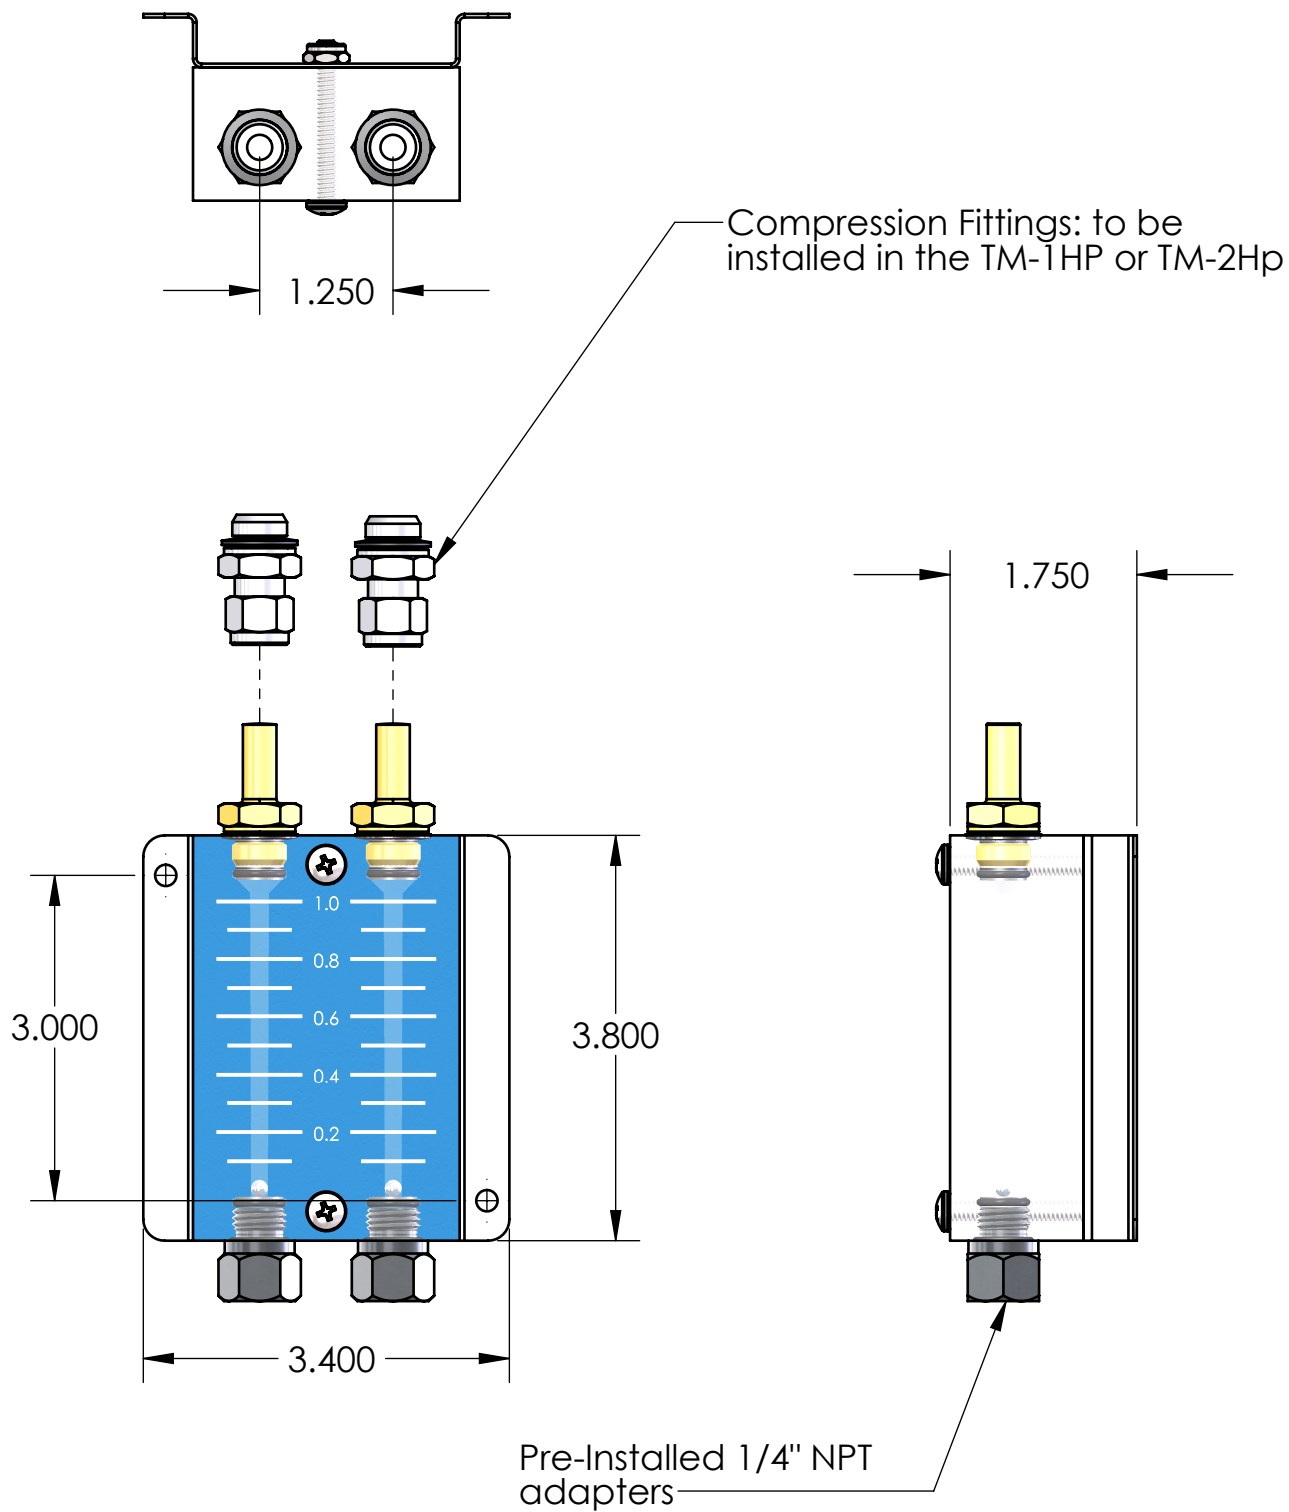 Compression Fittings: to be
installed in the TM-1HP or TM-2Hp
1.250
1.750
1.0
0.8
0.6
0.4
0.2
3.000
3.800
3.400
Pre-Installed 1/4" NPT
adapters